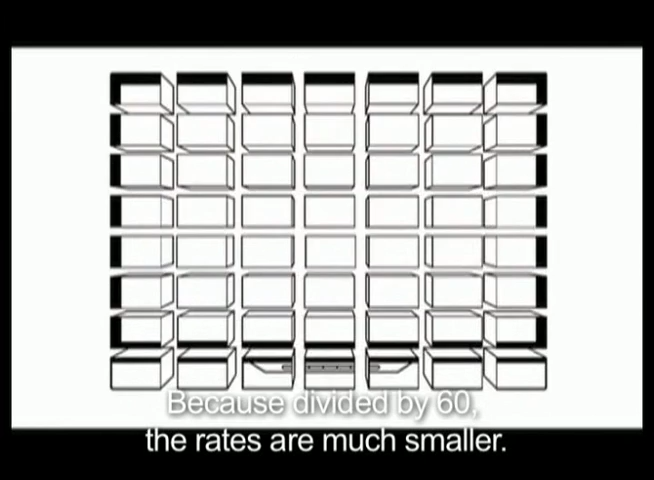 Because divided by 60,
the rates are much smaller.